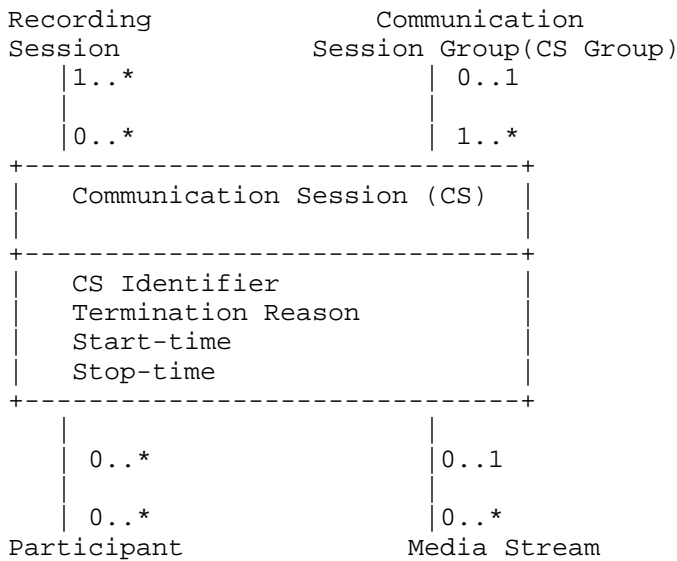 Recording                Communication
Session            Session Group(CS Group)
   |1..*                   | 0..1
   |                       |
   |0..*                   | 1..*
+-------------------------------+
|   Communication Session (CS)  |
|                               |
+-------------------------------+
|   CS Identifier               |
|   Termination Reason          |
|   Start-time                  |
|   Stop-time                   |
+-------------------------------+
   |                       |
   | 0..*                  |0..1
   |                       |
   | 0..*                  |0..*
Participant              Media Stream